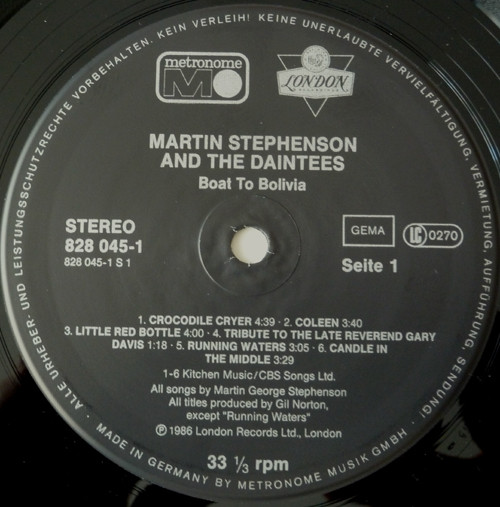 · ALLE URHEBER- UND LEISTUNGSSCHUTZRECHTE VORBEHALTEN. KEIN VERLEIH! KEINE UNERLAUBTE VERVIELFÄLTIGUNG, VERMIETUNG, AUFFÜHRUNG, SENDUNG! ·
metronome
M
LONDON
MARTIN STEPHENSON
AND THE DAINTEES
Boat To Bolivia
STEREO
828 045-1
828 045-1 S 1
GEMA
LC 0270
Seite 1
1. CROCODILE CRYER 4:39 · 2. COLEEN 3:40
3. LITTLE RED BOTTLE 4:00 · 4. TRIBUTE TO THE LATE REVEREND GARY
DAVIS 1:18 · 5. RUNNING WATERS 3:05 · 6. CANDLE IN
THE MIDDLE 3:29
1-6 Kitchen Music/CBS Songs Ltd.
All songs by Martin George Stephenson
All titles produced by Gil Norton,
except "Running Waters"
℗ 1986 London Records Ltd., London
33 ⅓ rpm
MADE IN GERMANY BY METRONOME MUSIK GMBH